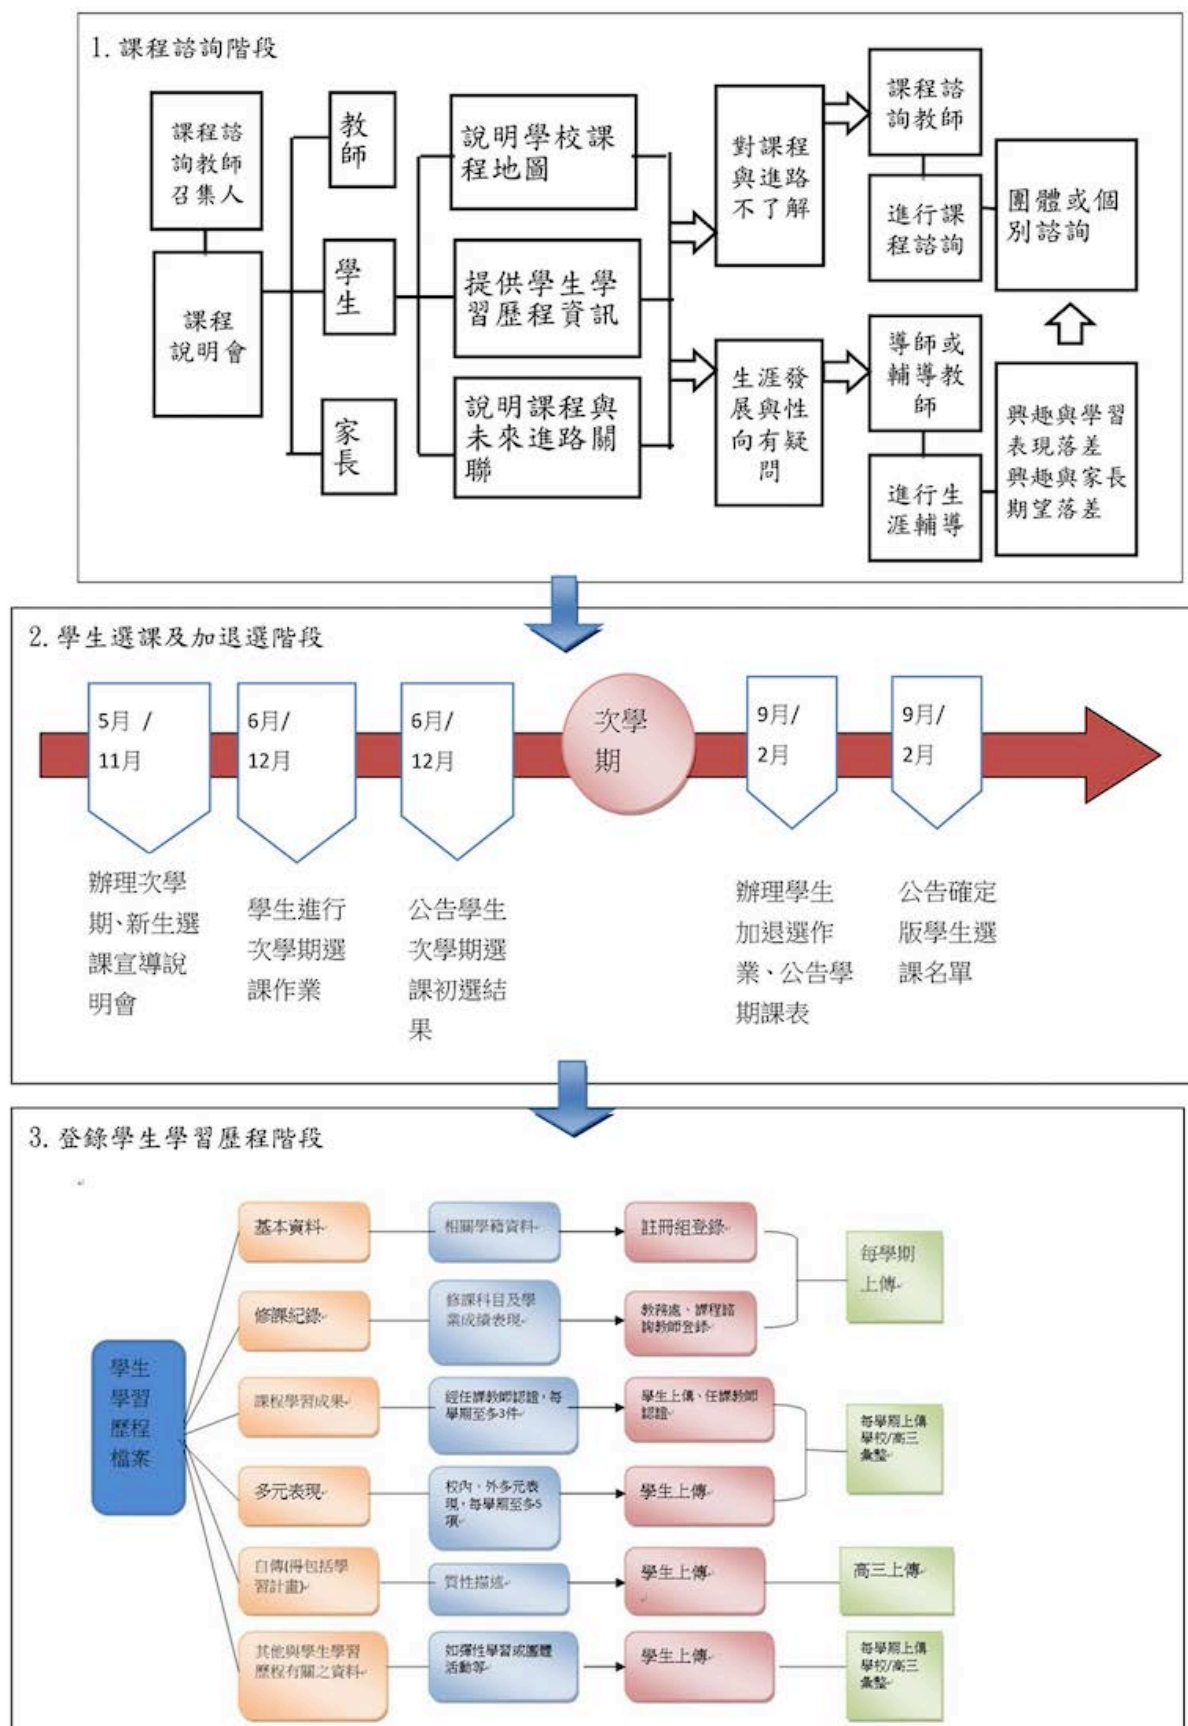 1. 課程諮詢階段
課程諮
詢教師
召集人
課程
說明會
教
師
學
生
家
長
說明學校課
程地圖
提供學生學
習歷程資訊
說明課程與
未來進路關
聯
對課程
與進路
不了解
生涯發
展與性
向有疑
問
課程諮
詢教師
進行課
程諮詢
團體或個
別諮詢
導師或
輔導教
師
進行生
涯輔導
興趣與學習
表現落差
興趣與家長
期望落差
2. 學生選課及加退選階段
5月 /
11月
6月/
12月
6月/
12月
次學
期
9月/
2月
9月/
2月
辦理次學
期、新生選
課宣導說
明會
學生進行
次學期選
課作業
公告學生
次學期選
課初選結
果
辦理學生
加退選作
業、公告學
期課表
公告確定
版學生選
課名單
3. 登錄學生學習歷程階段
學生
學習
歷程
檔案
基本資料
相關學籍資料
註冊組登錄
每學期
上傳
修課紀錄
修課科目及學
業成績表現
教務處、課程諮
詢教師登錄
課程學習成果
經任課教師認證，每
學期至多3件
學生上傳、任課教師
認證
每學期上傳
學校/高三
彙整
多元表現
校內、外多元表
現，每學期至多5
項
學生上傳
自傳(得包括學
習計畫)
質性描述
學生上傳
高三上傳
其他與學生學習
歷程有關之資料
如彈性學習或團體
活動等
學生上傳
每學期上傳
學校/高三
彙整